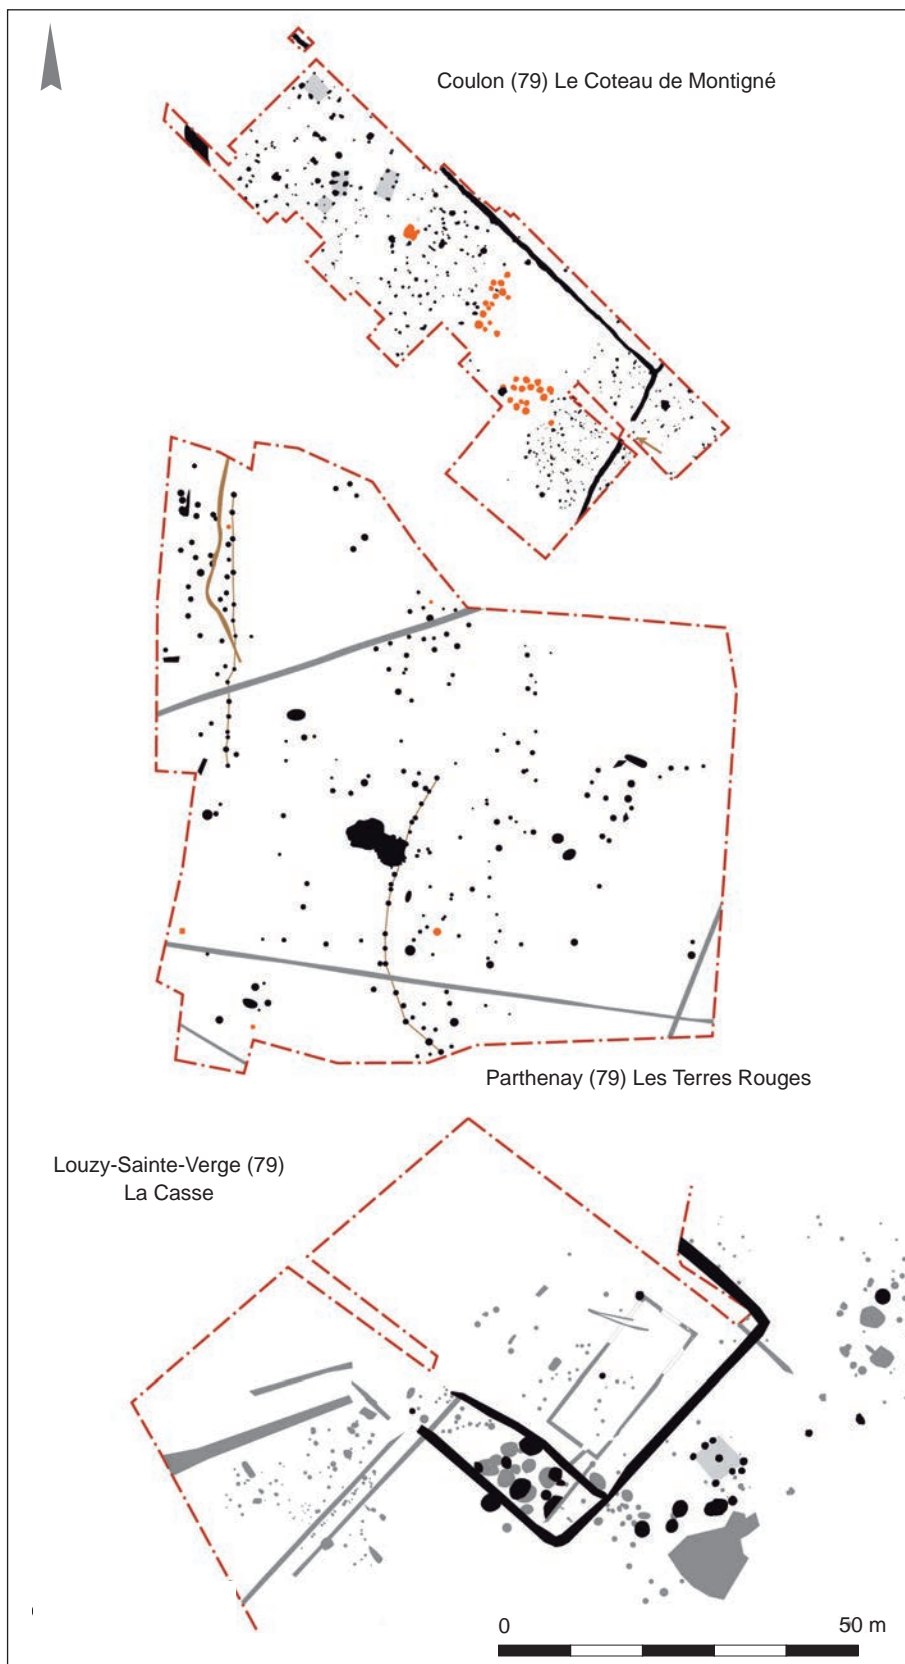 Coulon (79) Le Coteau de Montigné
Parthenay (79) Les Terres Rouges
Louzy-Sainte-Verge (79)
La Casse
0 50 m